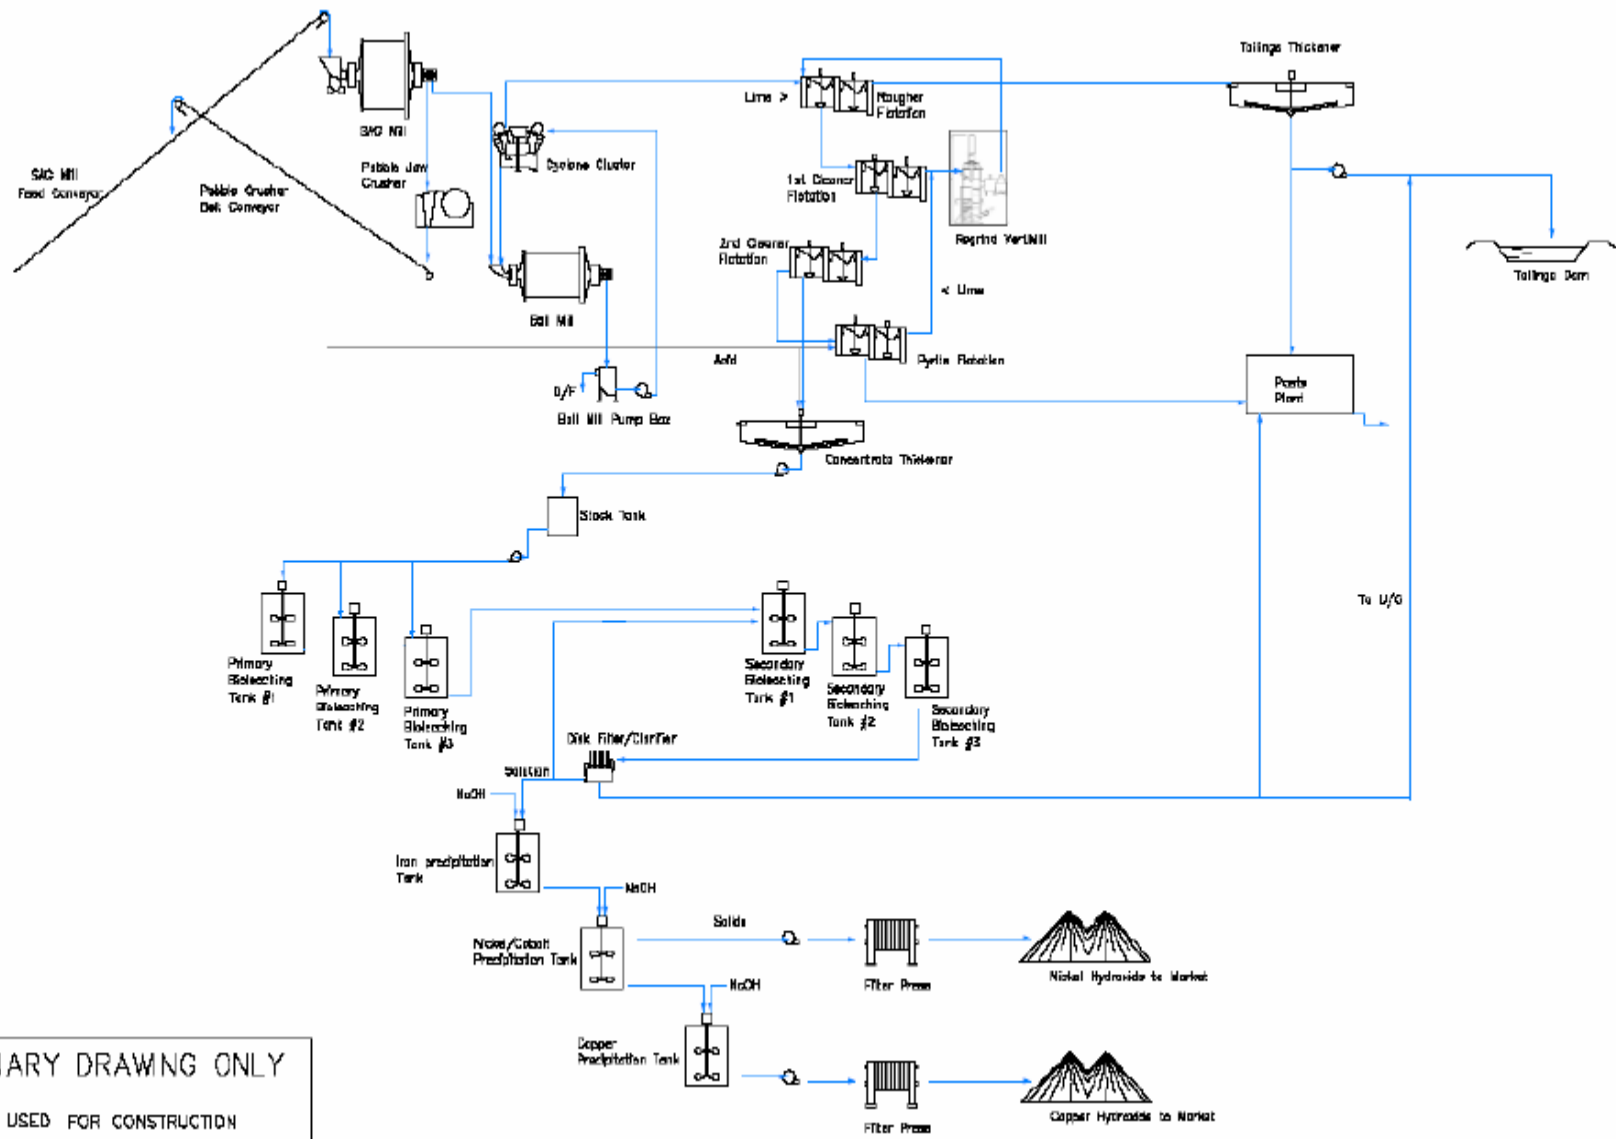 Tailings Thickener
SAG Mill
Lime >
Rougher
Flotation
Cyclone Cluster
Pebble Jaw
Crusher
SAG Mill
Feed Conveyor
Pebble Crusher
Belt Conveyor
1st Cleaner
Flotation
Regrind VertiMill
2nd Cleaner
Flotation
Tailings Dam
< Lime
Ball Mill
Acid
Pyrite Flotation
Paste
Plant
O/F
Ball Mill Pump Box
Concentrate Thickener
Stock Tank
To U/G
Primary
Bioleaching
Tank #1
Primary
Bioleaching
Tank #2
Primary
Bioleaching
Tank #3
Secondary
Bioleaching
Tank #1
Secondary
Bioleaching
Tank #2
Secondary
Bioleaching
Tank #3
Disk Filter/Clarifier
Solution
NaOH
Iron precipitation
Tank
NaOH
Solids
Nickel/Cobalt
Precipitation Tank
Filter Press
Nickel Hydroxide to Market
NaOH
Copper
Precipitation Tank
Filter Press
Copper Hydroxide to Market
ARY DRAWING ONLY
USED FOR CONSTRUCTION